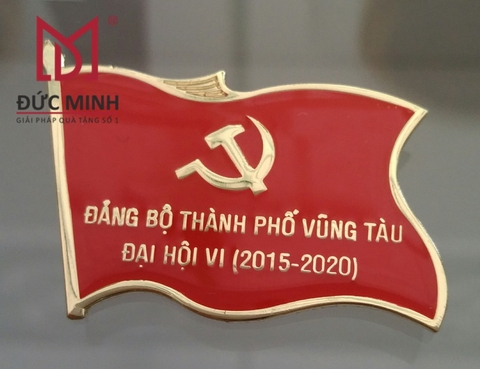 ĐỨC MINH
GIẢI PHÁP QUÀ TẶNG SỐ 1
ĐẢNG BỘ THÀNH PHỐ VŨNG TÀU
ĐẠI HỘI VI (2015-2020)